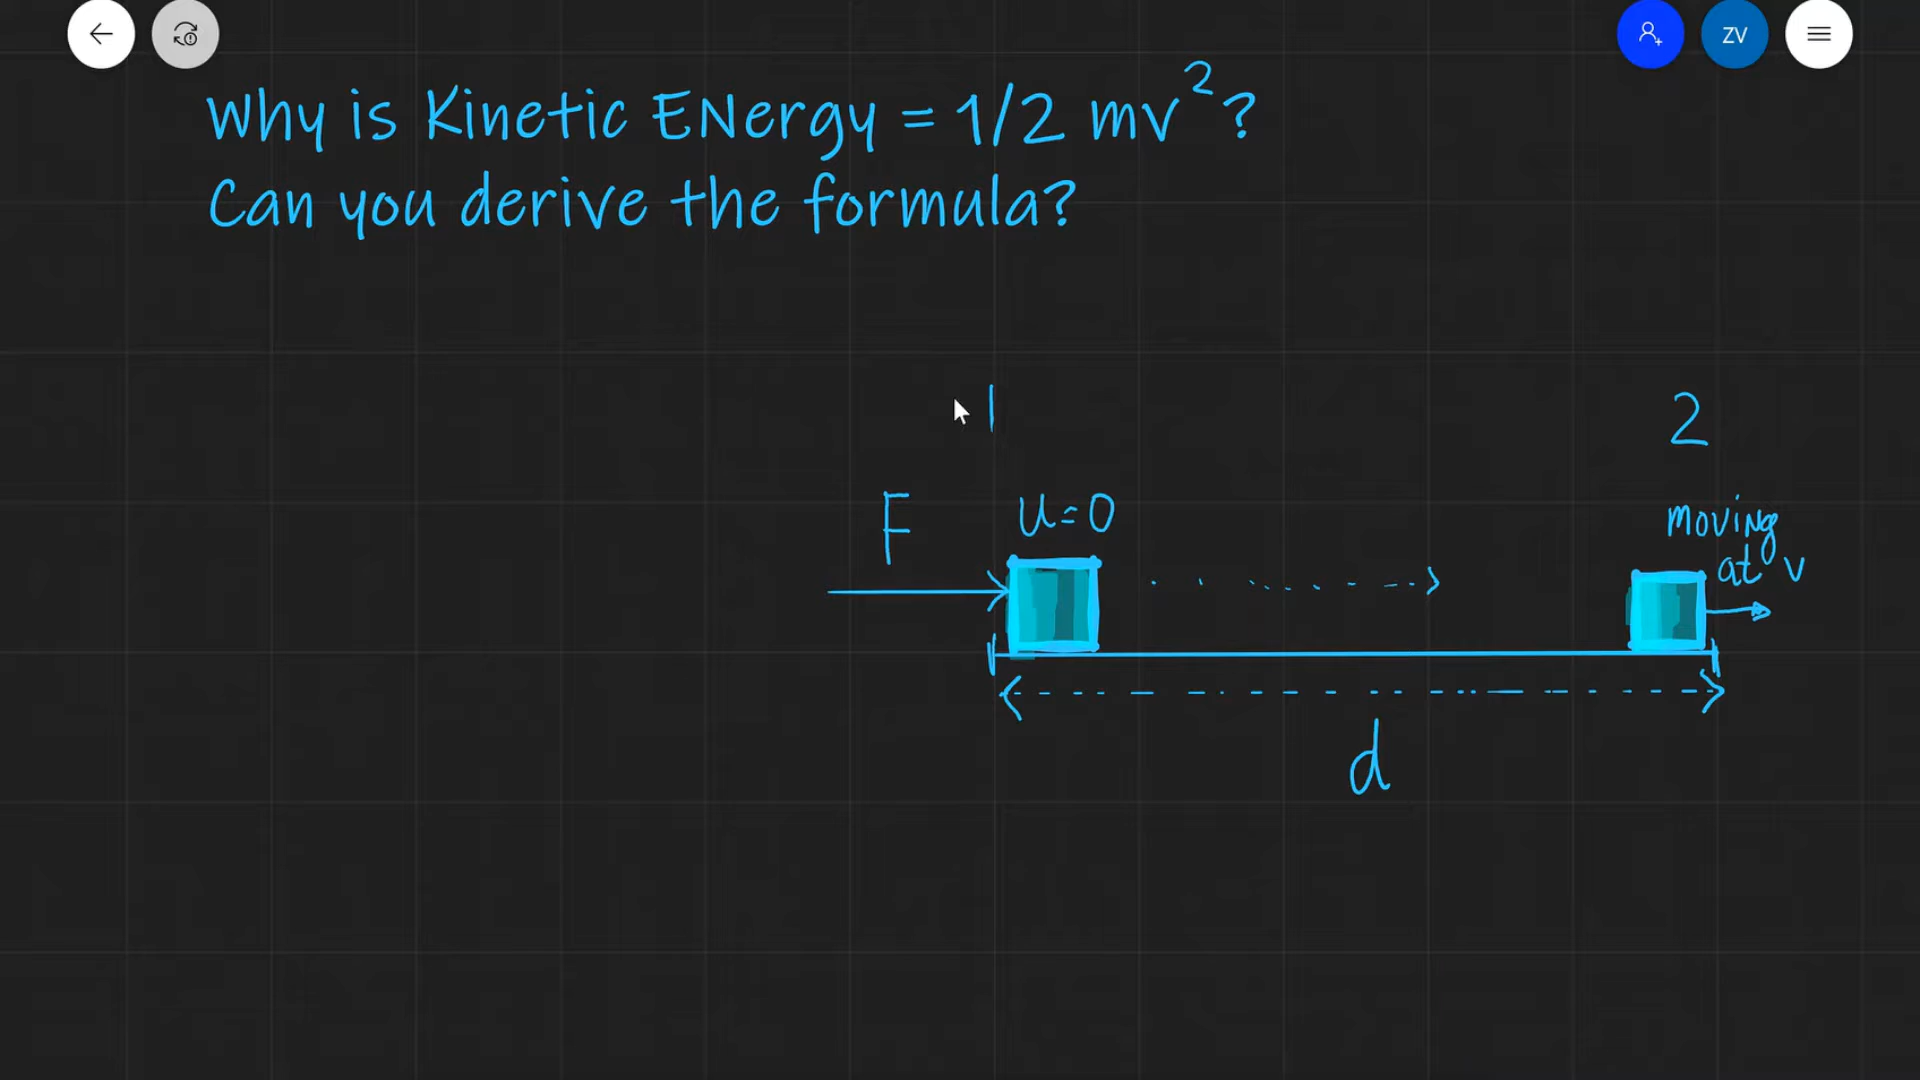 ZV
Why is Kinetic ENergy = 1/2 mv²?
Can you derive the formula?
1
2
F
u=0
moving
at v
d